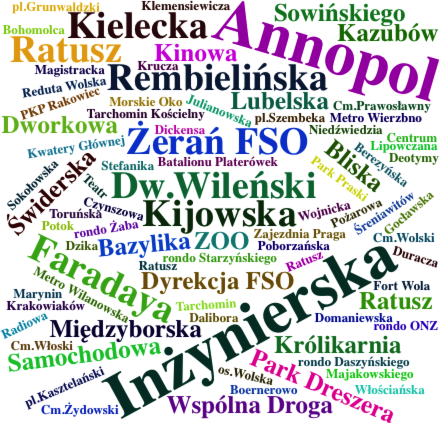 pl.Grunwaldzki
Klemensiewicza
Sowińskiego
Annopol
Bohomolca
Kielecka
Kazubów
Ratusz
Krucza
Kinowa
Magistracka
Rembielińska
Reduta Wolska
Morskie Oko
Julianowska
Lubelska
Cm.Prawosławny
PKP Rakowiec
Tarchomin Kościelny
pl.Szembeka
Metro Wierzbno
Dworkowa
Dickensa
Żerań FSO
Niedźwiedzia
Centrum
Lipowczana
Kwatery Głównej
Batalionu Platerówek
Bliska
Berezyńska
Deotymy
Stefanika
Park Praski
Sokołowska
Świderska
Teatr
Dw.Wileński
Czynszowa
Kijowska
Wojnicka
Pożarowa
Śreniawitów
Gocławska
Toruńska
Potok
rondo Żaba
Zajezdnia Praga
Cm.Wolski
Dzika
Bazylika
ZOO
Poborzańska
Duracza
Faradaya
Ratusz
rondo Starzyńskiego
Ratusz
Inżynierska
Metro Wilanowska
Dyrekcja FSO
Fort Wola
Marynin
Tarchomin
Ratusz
Krakowiaków
Dalibora
Domaniewska
Radiowa
Międzyborska
rondo ONZ
Cm.Włoski
Królikarnia
Samochodowa
Park Dreszera
rondo Daszyńskiego
os.Wolska
Majakowskiego
pl.Kasztelański
Boernerowo
Włościańska
Cm.Żydowski
Wspólna Droga